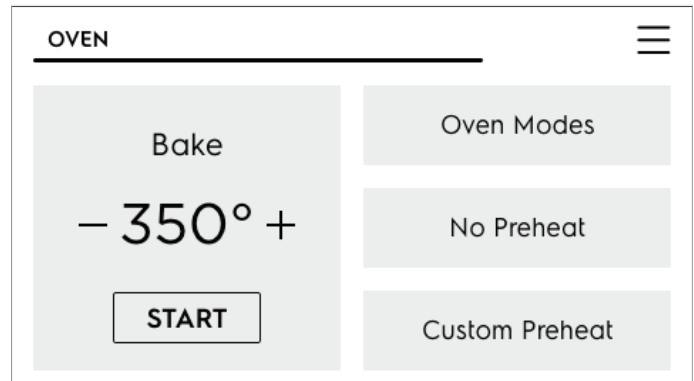 OVEN
Bake
− 350° +
START
Oven Modes
No Preheat
Custom Preheat